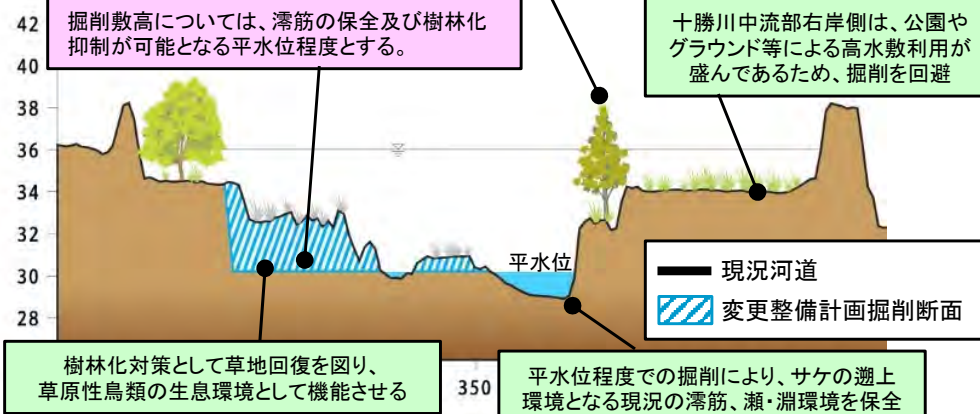 掘削敷高については、澪筋の保全及び樹林化
抑制が可能となる平水位程度とする。
十勝川中流部右岸側は、公園や
グラウンド等による高水敷利用が
盛んであるため、掘削を回避
42
40
38
36
34
32
30
28
平水位
現況河道
変更整備計画掘削断面
樹林化対策として草地回復を図り、
草原性鳥類の生息環境として機能させる
350
平水位程度での掘削により、サケの遡上
環境となる現況の澪筋、瀬・淵環境を保全